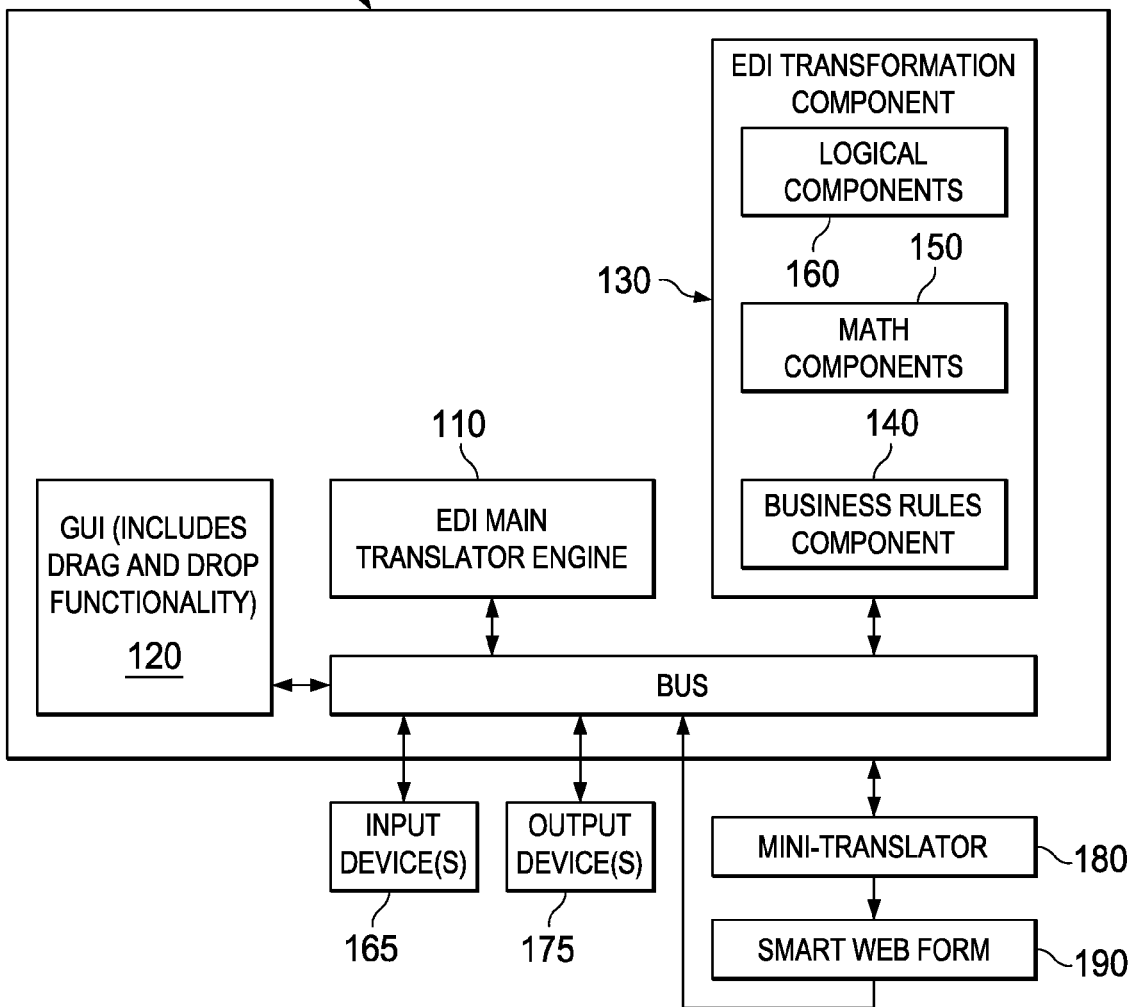 EDI TRANSFORMATION
COMPONENT
LOGICAL
COMPONENTS
160
150
130
MATH
COMPONENTS
110
140
GUI (INCLUDES
DRAG AND DROP
FUNCTIONALITY)
120
EDI MAIN
TRANSLATOR ENGINE
BUSINESS RULES
COMPONENT
BUS
INPUT
DEVICE(S)
165
OUTPUT
DEVICE(S)
175
MINI-TRANSLATOR
180
SMART WEB FORM
190